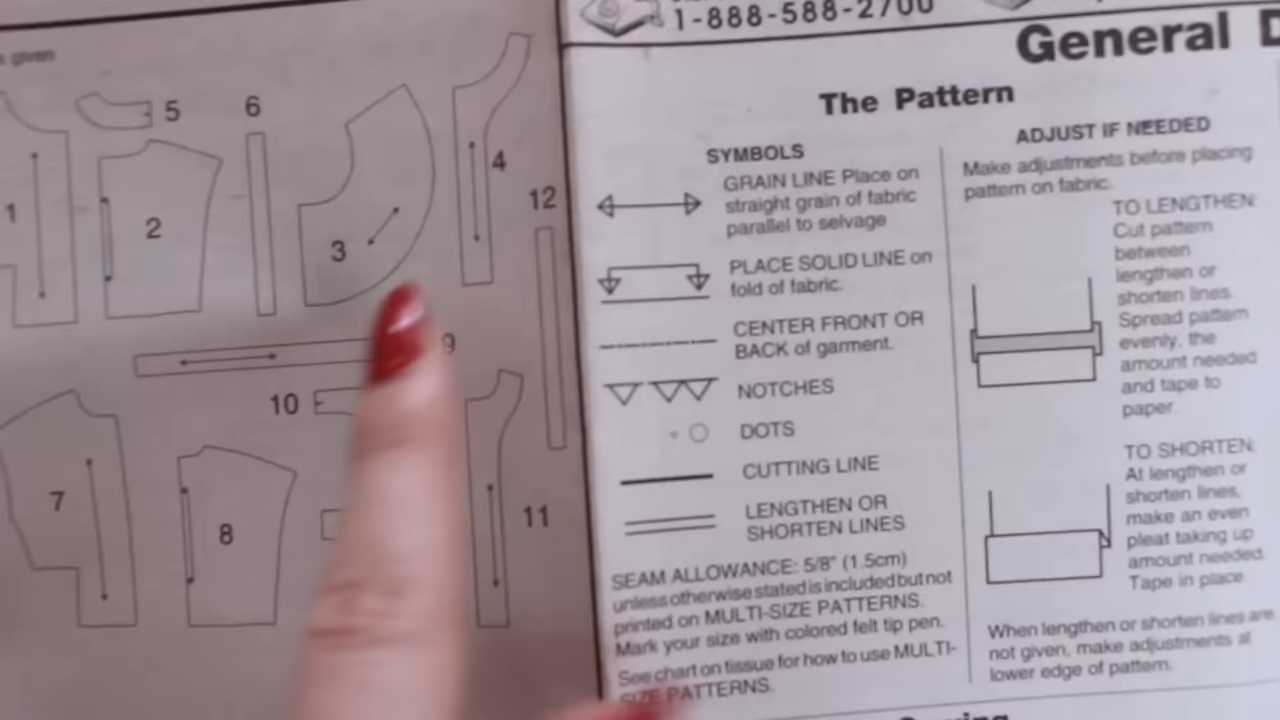 given
1
5
2
6
3
4
12
9
10
7
8
11
1-888-588-2700
General
The Pattern
SYMBOLS
GRAIN LINE Place on
straight grain of fabric
parallel to selvage
PLACE SOLID LINE on
fold of fabric.
CENTER FRONT OR
BACK of garment.
NOTCHES
DOTS
CUTTING LINE
LENGTHEN OR
SHORTEN LINES
SEAM ALLOWANCE: 5/8" (1.5cm)
unless otherwise stated is included but not
printed on MULTI-SIZE PATTERNS.
Mark your size with colored felt tip pen.
See chart on tissue for how to use MULTI-
SIZE PATTERNS.
ADJUST IF NEEDED
Make adjustments before placing
pattern on fabric.
TO LENGTHEN:
Cut pattern
between
lengthen or
shorten lines.
Spread pattern
evenly, the
amount needed
and tape to
paper.
TO SHORTEN:
At lengthen or
shorten lines,
make an even
pleat taking up
amount needed.
Tape in place.
When lengthen or shorten lines are
not given, make adjustments at
lower edge of pattern.